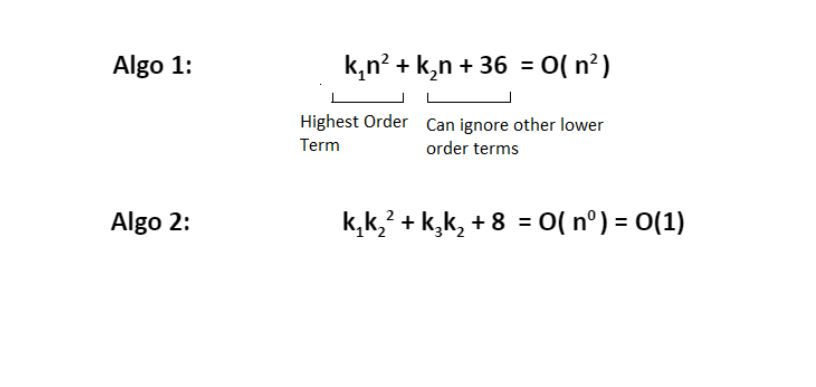 Algo 1: k₁n² + k₂n + 36 = O( n² )
Highest Order Can ignore other lower
Term order terms
Algo 2: k₁k₂² + k₃k₂ + 8 = O( n⁰ ) = O(1)